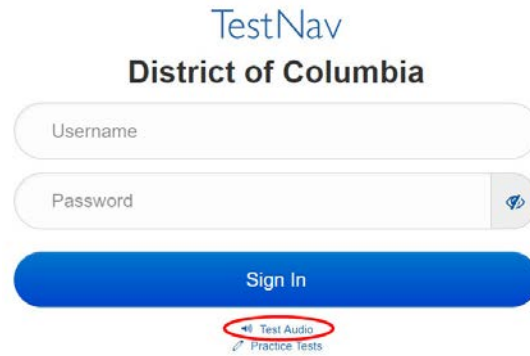 TestNav
District of Columbia
Username
Password
Sign In
Test Audio
Practice Tests